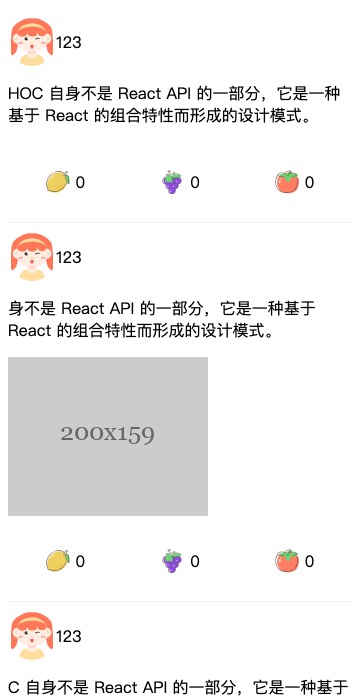 123
HOC 自身不是 React API 的一部分，它是一种
基于 React 的组合特性而形成的设计模式。
0 0 0
123
身不是 React API 的一部分，它是一种基于
React 的组合特性而形成的设计模式。
200x159
0 0 0
123
C 自身不是 React API 的一部分，它是一种基于